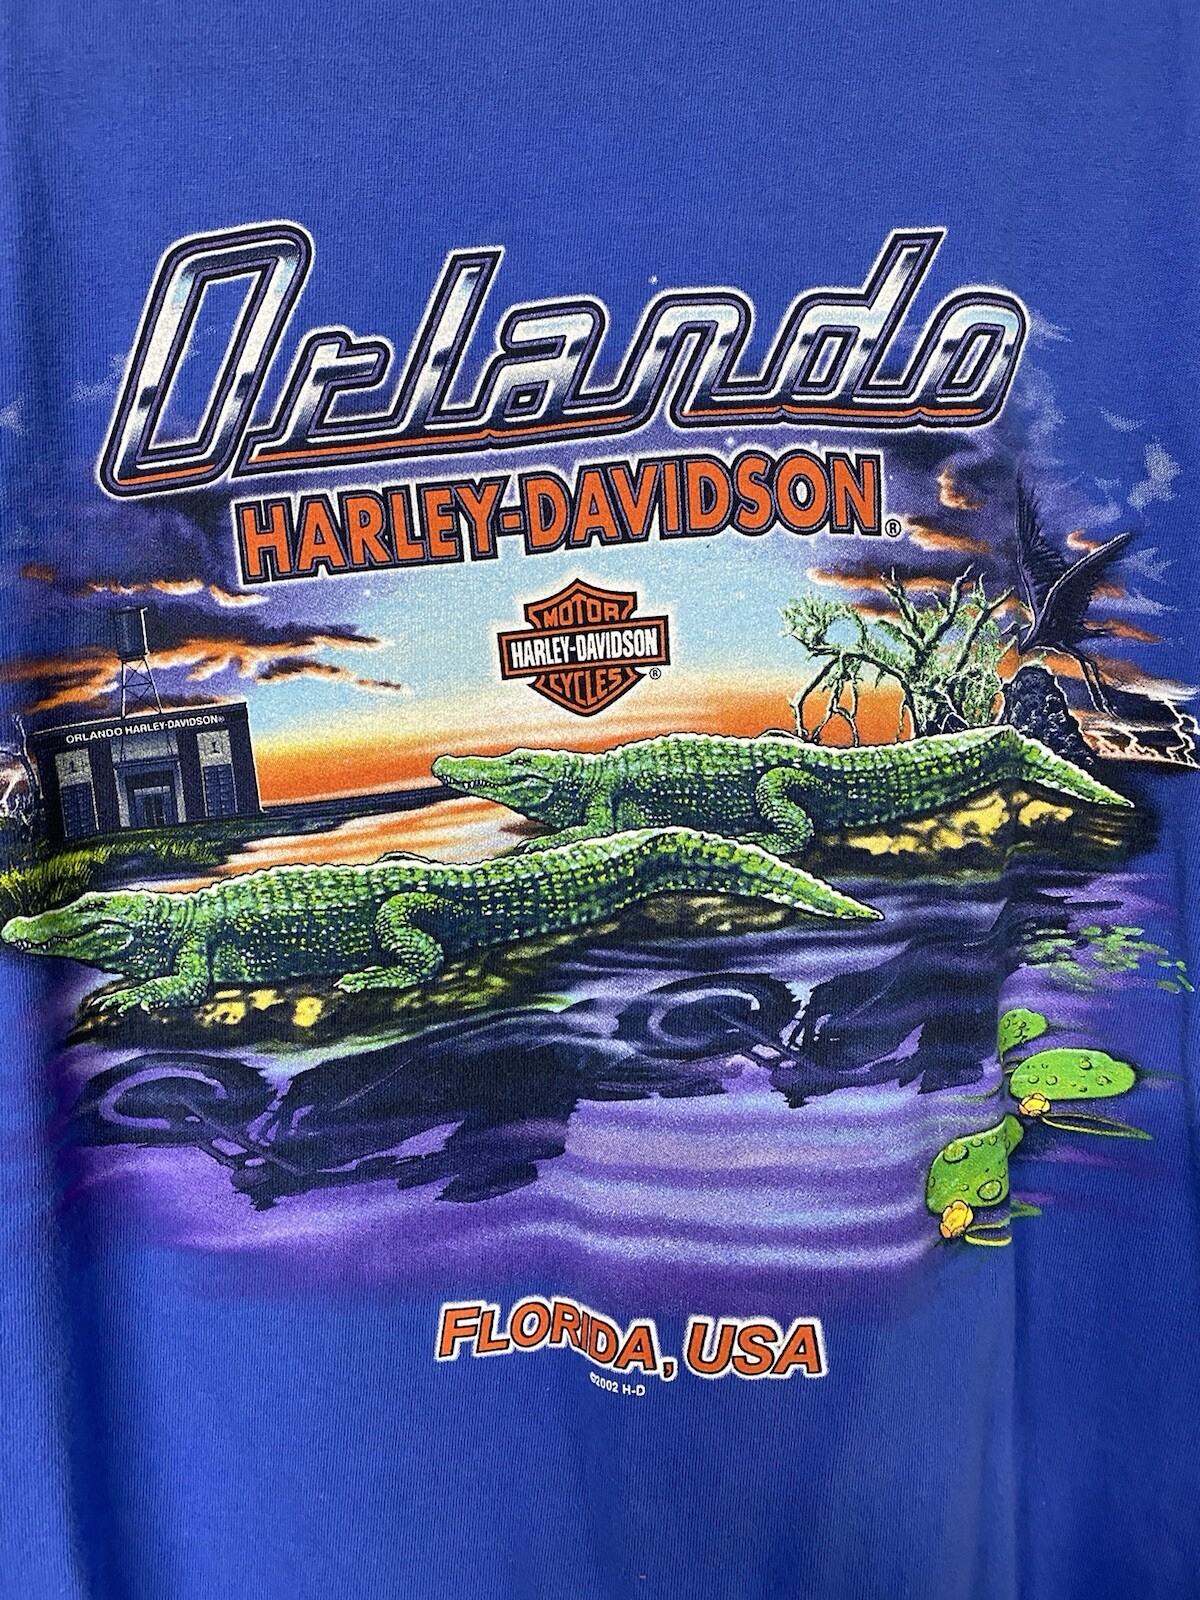 Orlando
HARLEY-DAVIDSON®
MOTOR
HARLEY-DAVIDSON
CYCLES®
ORLANDO HARLEY-DAVIDSON®
FLORIDA, USA
©2002 H-D